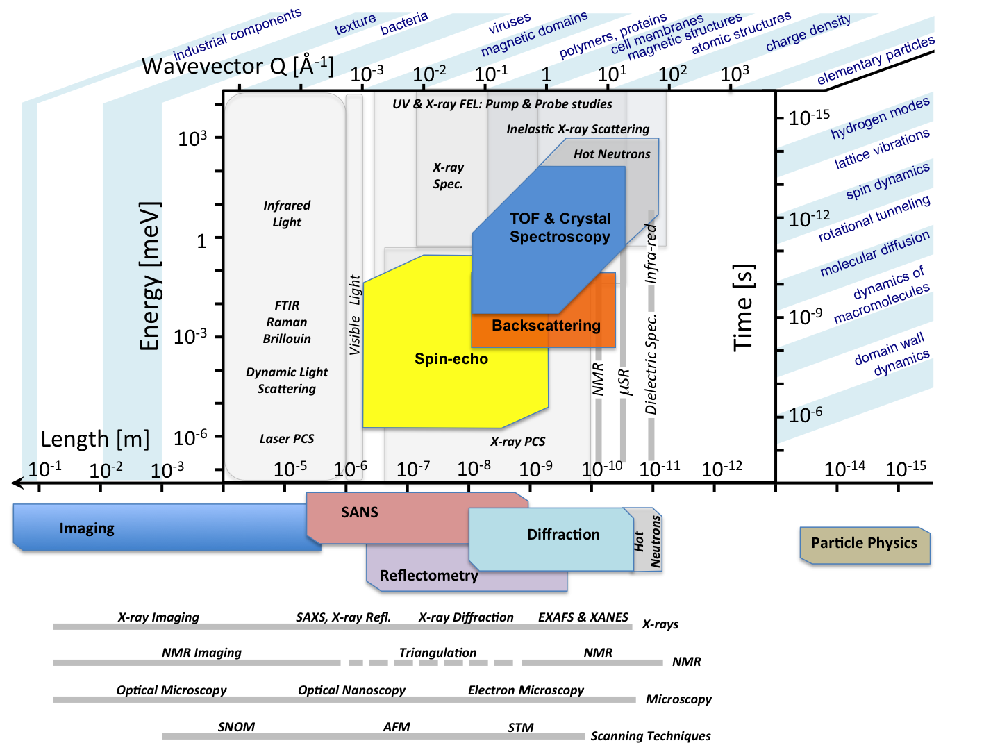 industrial components
texture
bacteria
viruses
magnetic domains
polymers, proteins
cell membranes
magnetic structures
atomic structures
charge density
elementary particles
Wavevector Q [Å-1]
10-3
10-2
10-1
1
101
102
103
UV & X-ray FEL: Pump & Probe studies
Inelastic X-ray Scattering
Hot Neutrons
X-ray
Spec.
Infrared
Light
TOF & Crystal
Spectroscopy
FTIR
Raman
Brillouin
Dynamic Light
Scattering
Laser PCS
Visible Light
Backscattering
Spin-echo
X-ray PCS
NMR
μSR
Dielectric Spec. Infra-red
Energy [meV]
103
1
10-3
10-6
Time [s]
10-15
10-12
10-9
10-6
hydrogen modes
lattice vibrations
spin dynamics
rotational tunneling
molecular diffusion
dynamics of
macromolecules
domain wall
dynamics
Length [m]
10-1
10-2
10-3
10-5
10-6
10-7
10-8
10-9
10-10
10-11
10-12
10-14
10-15
Imaging
SANS
Diffraction
Hot
Neutrons
Reflectometry
Particle Physics
X-ray Imaging
SAXS, X-ray Refl.
X-ray Diffraction
EXAFS & XANES
X-rays
NMR Imaging
Triangulation
NMR
NMR
Optical Microscopy
Optical Nanoscopy
Electron Microscopy
Microscopy
SNOM
AFM
STM
Scanning Techniques